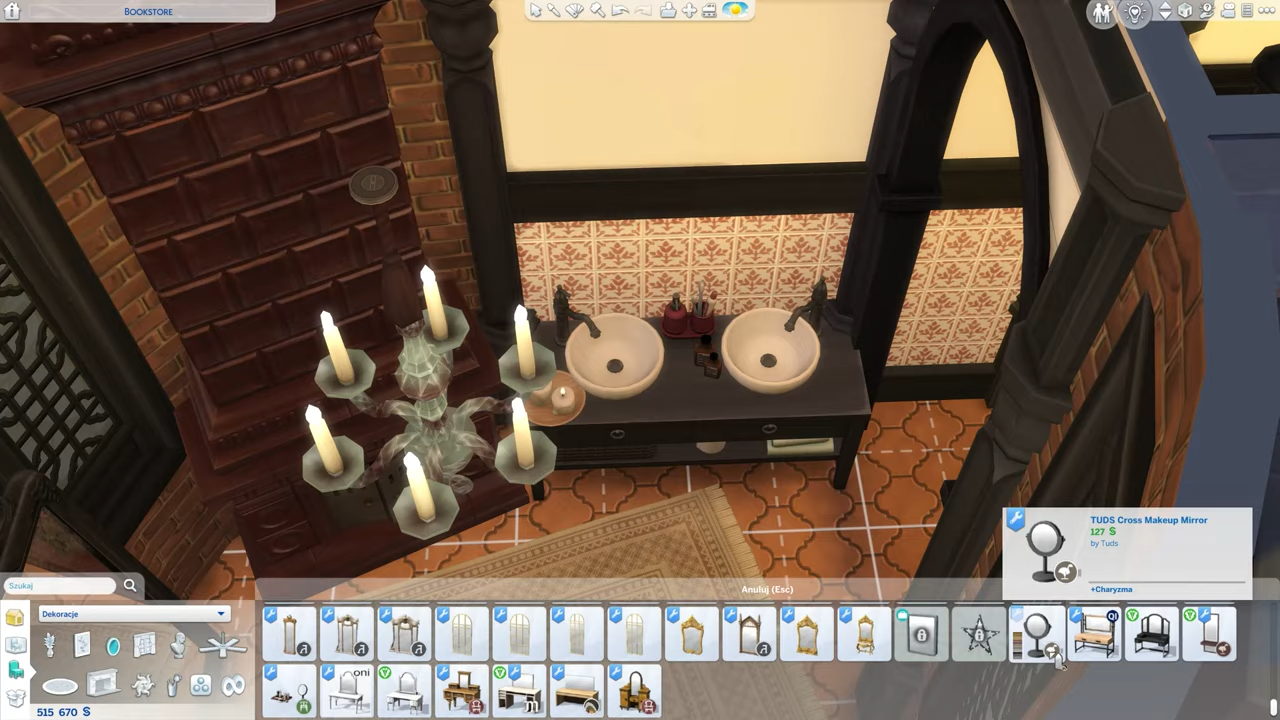 BOOKSTORE
TUDS Cross Makeup Mirror
127 $
by Tuds
+Charyzma
Szukaj
Anuluj (Esc)
Dekoracje
oni
515 670 $